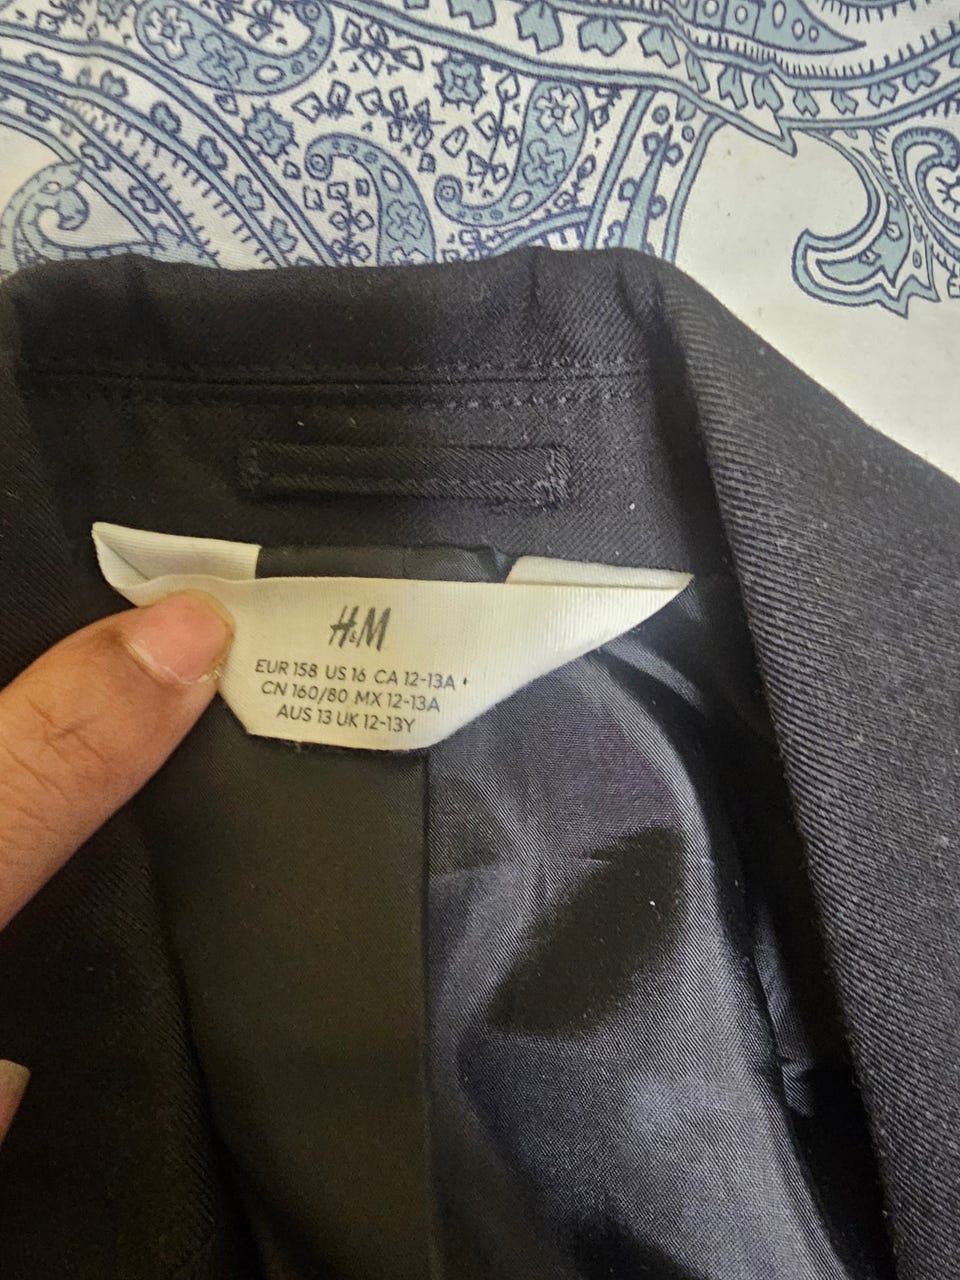 H&M
EUR 158 US 16 CA 12-13A
CN 160/80 MX 12-13A
AUS 13 UK 12-13Y